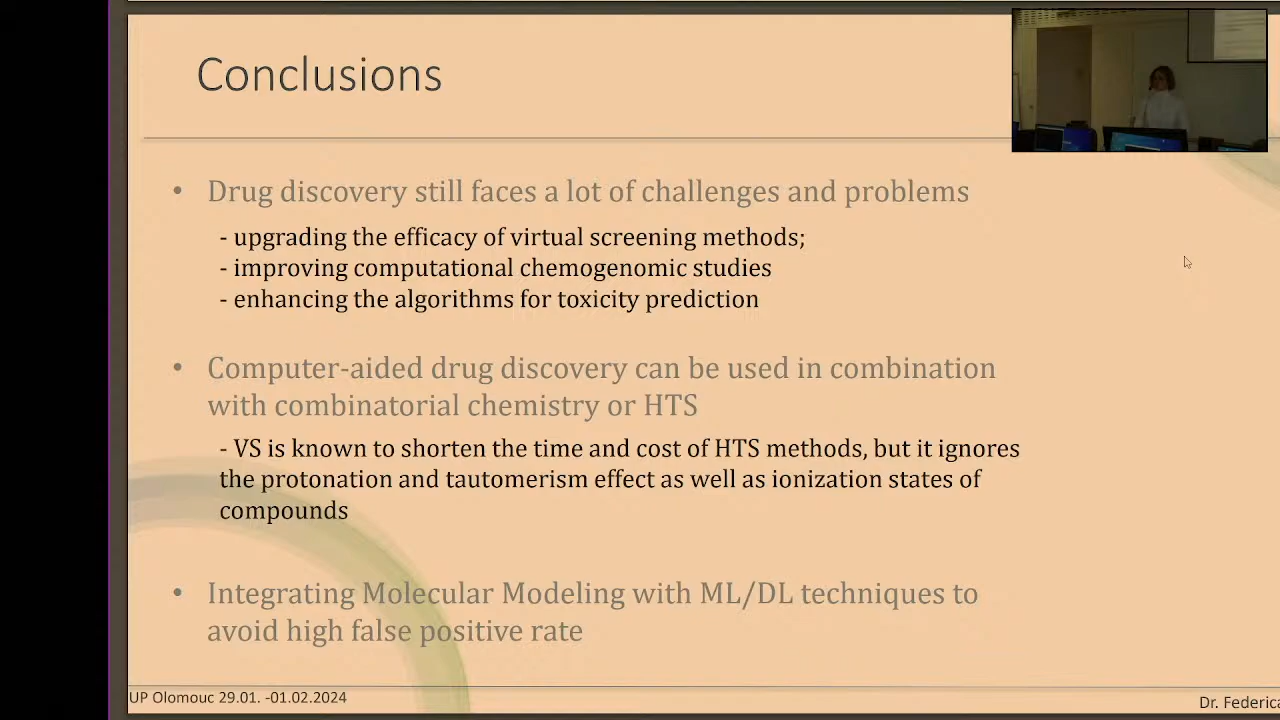 Conclusions
• Drug discovery still faces a lot of challenges and problems
- upgrading the efficacy of virtual screening methods;
- improving computational chemogenomic studies
- enhancing the algorithms for toxicity prediction
• Computer-aided drug discovery can be used in combination
with combinatorial chemistry or HTS
- VS is known to shorten the time and cost of HTS methods, but it ignores
the protonation and tautomerism effect as well as ionization states of
compounds
• Integrating Molecular Modeling with ML/DL techniques to
avoid high false positive rate
UP Olomouc 29.01. -01.02.2024
Dr. Federica